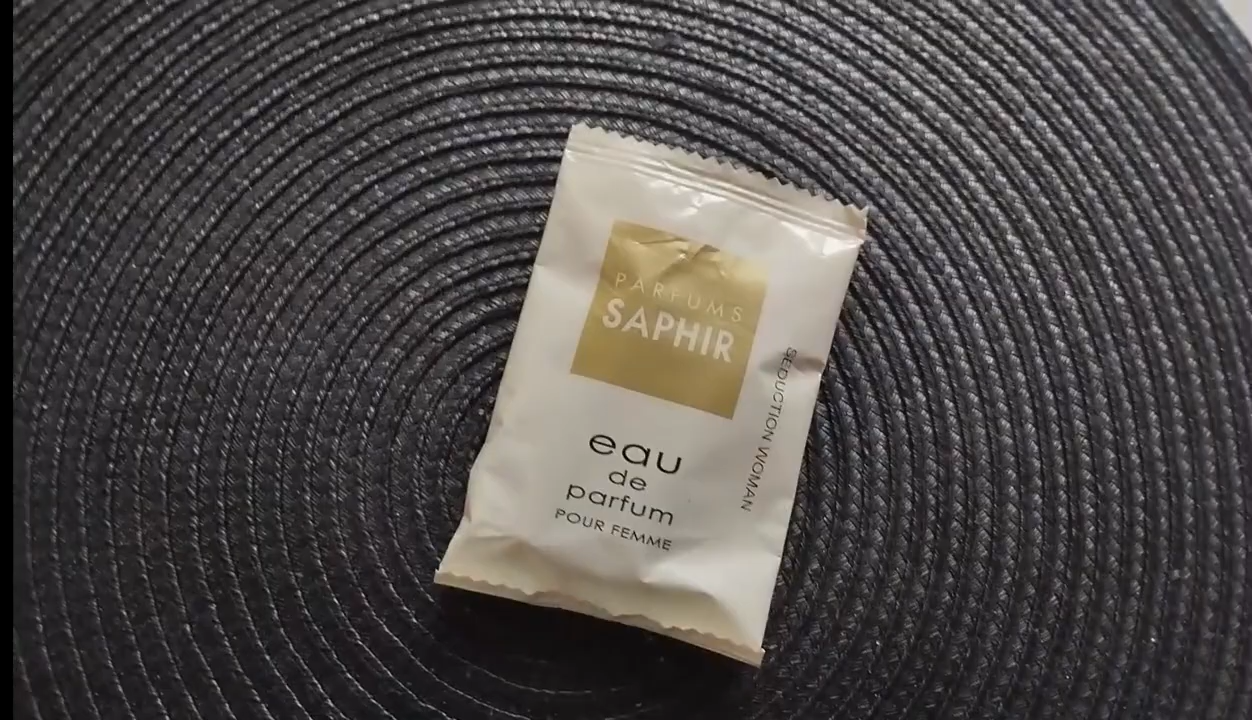 PARFUMS
SAPHIR
SEDUCTION WOMAN
eau
de
parfum
POUR FEMME